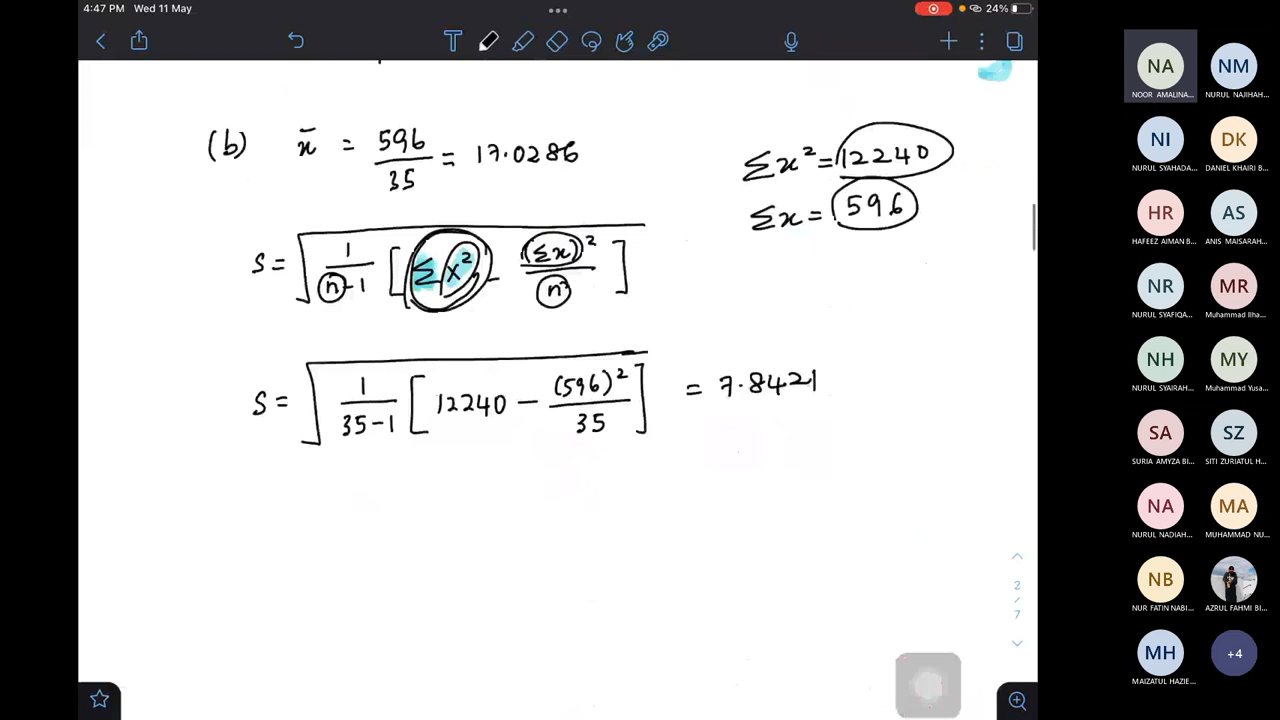 4:47 PM Wed 11 May
24%
(b) x̄ = 596/35 = 17.0286
∑x² = 12240
∑x = 596
S = √(1/(n-1) [∑x² - (∑x)²/n])
S = √(1/(35-1) [12240 - (596)²/35]) = 7.8421
2
/
7
NA
NOOR AMALINA...
NM
NURUL NAJIHAH...
NI
NURUL SYAHADA...
DK
DANIEL KHAIRI B...
HR
HAFEEZ AIMAN B...
AS
ANIS MAISARAH...
NR
NURUL SYAFIQA...
MR
Muhammad Ilha...
NH
NURUL SYAIRAH...
MY
Muhammad Yusa...
SA
SURIA AMYZA BI...
SZ
SITI ZURIATUL H...
NA
NURUL NADIAH...
MA
MUHAMMAD NU...
NB
NUR FATIN NABI...
AZRUL FAHMI BI...
MH
MAIZATUL HAZIE...
+4